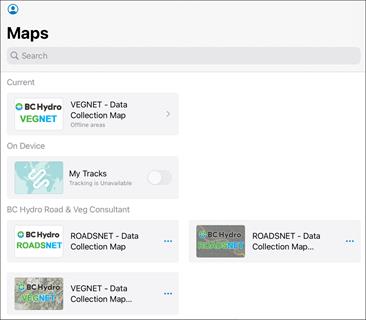 Maps
Search
Current
BC Hydro
VEGNET
VEGNET - Data
Collection Map
Offline areas
On Device
My Tracks
Tracking is Unavailable
BC Hydro Road & Veg Consultant
BC Hydro
ROADSNET
ROADSNET - Data
Collection Map
BC Hydro
ROADSNET
ROADSNET - Data
Collection Map...
BC Hydro
VEGNET
VEGNET - Data
Collection Map...